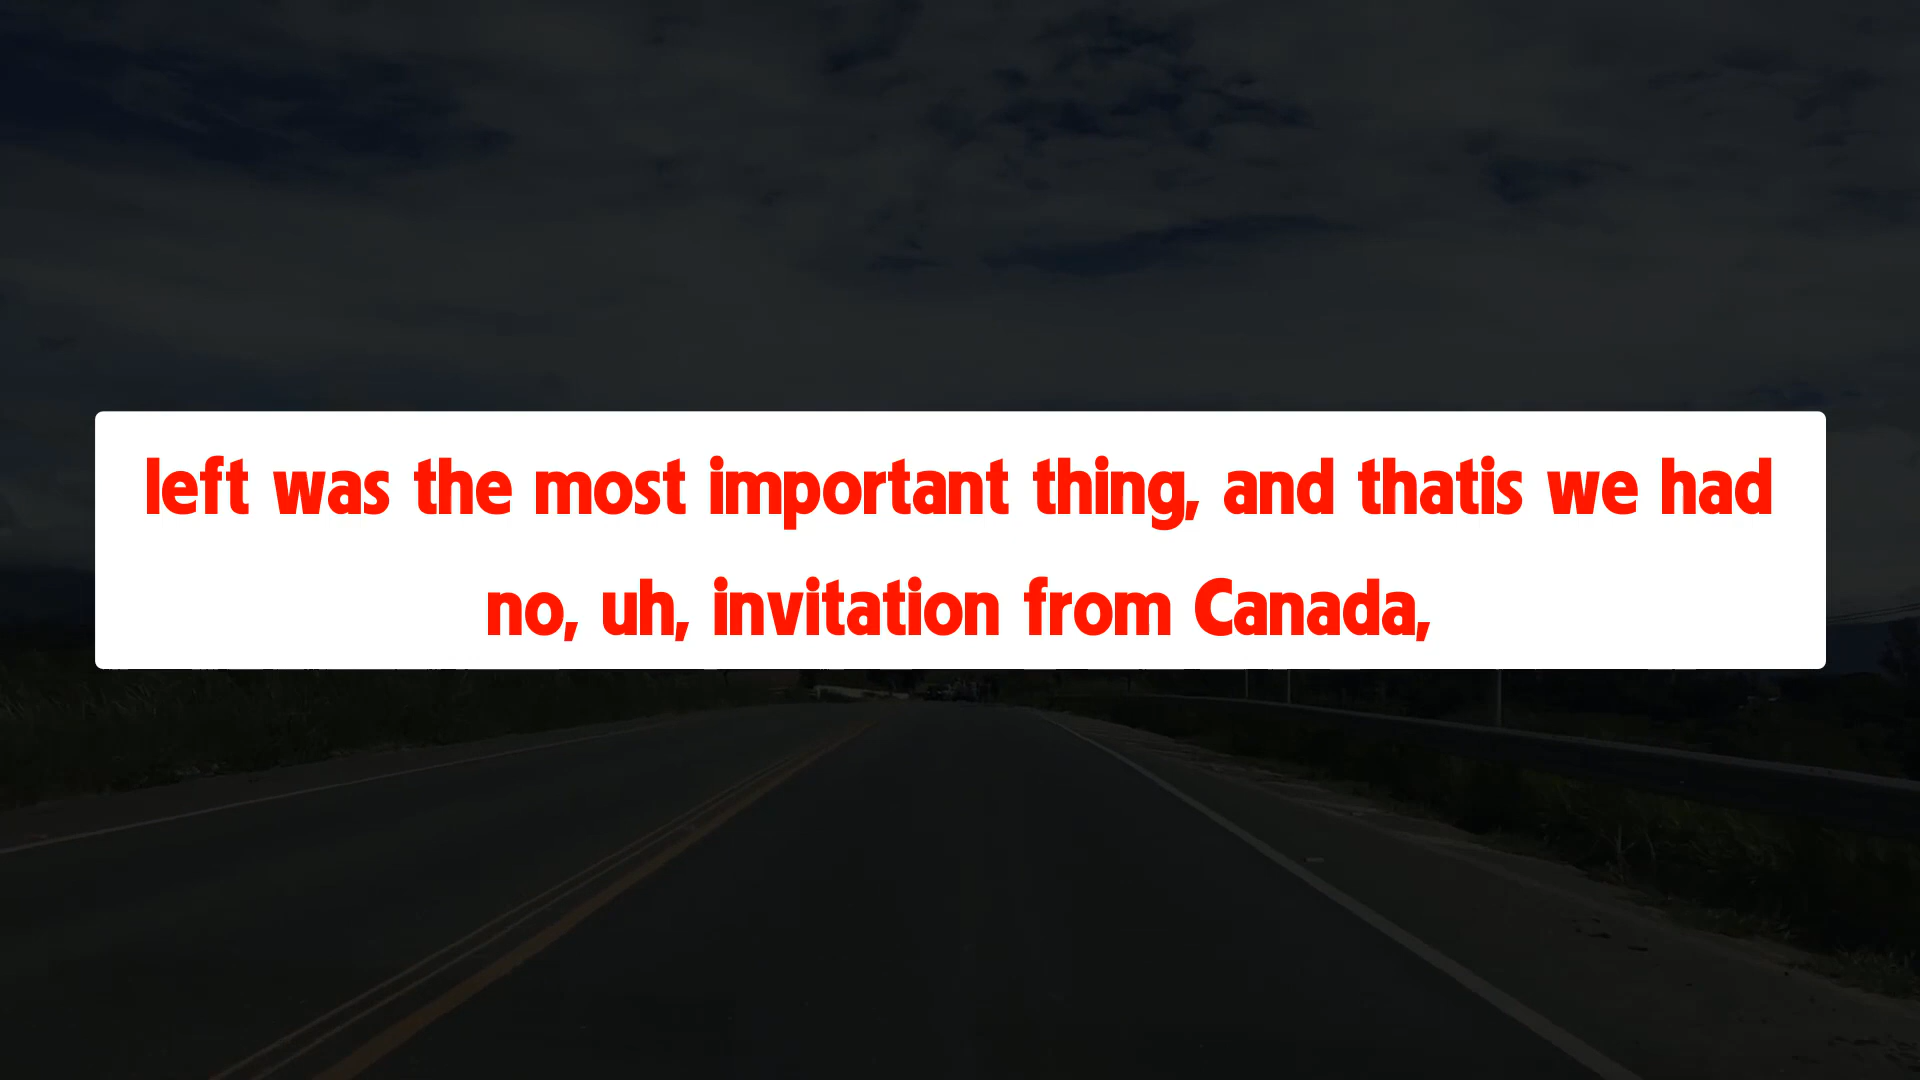 left was the most important thing, and thatis we had
no, uh, invitation from Canada,